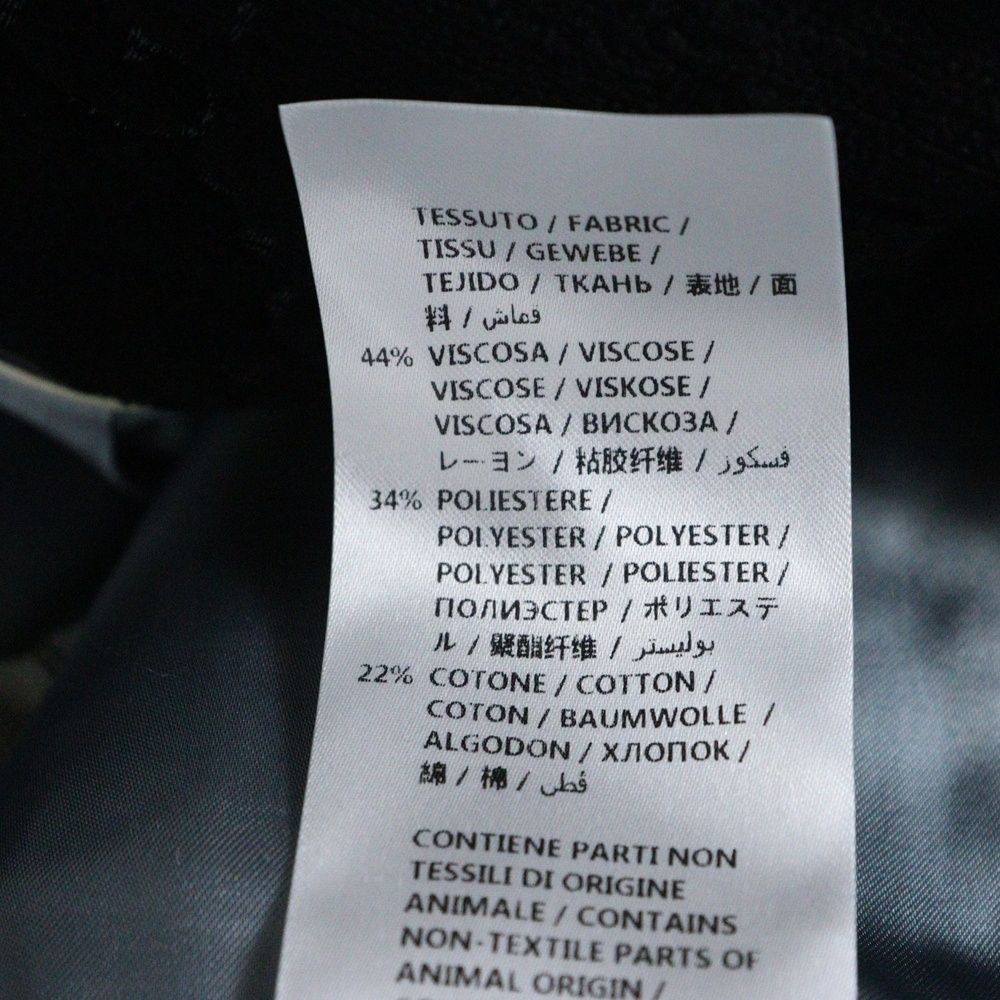 TESSUTO / FABRIC /
TISSU / GEWEBE /
TEJIDO / ТКАНЬ / 表地 / 面
料 / قماش
44% VISCOSA / VISCOSE /
VISCOSE / VISKOSE /
VISCOSA / ВИСКОЗА /
レーヨン / 粘胶纤维 / فسكوز
34% POLIESTERE /
POLYESTER / POLYESTER /
POLYESTER / POLIESTER /
ПОЛИЭСТЕР / ポリエステ
ル / 聚酯纤维 / بوليستر
22% COTONE / COTTON /
COTON / BAUMWOLLE /
ALGODON / ХЛОПОК /
綿 / 棉 / قطن
CONTIENE PARTI NON
TESSILI DI ORIGINE
ANIMALE / CONTAINS
NON-TEXTILE PARTS OF
ANIMAL ORIGIN /